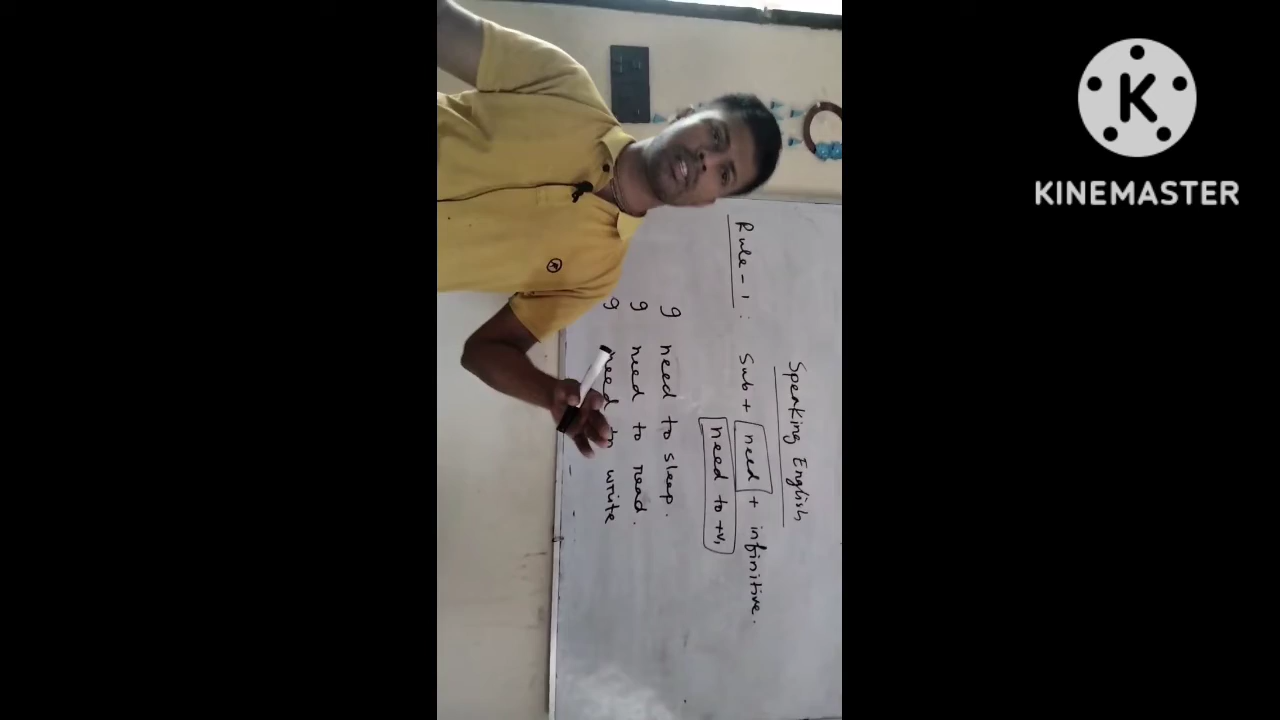 Speaking English
Rule-1: Sub + need + infinitive.
need to +V1
I need to sleep.
I need to read.
I need to write
KINEMASTER